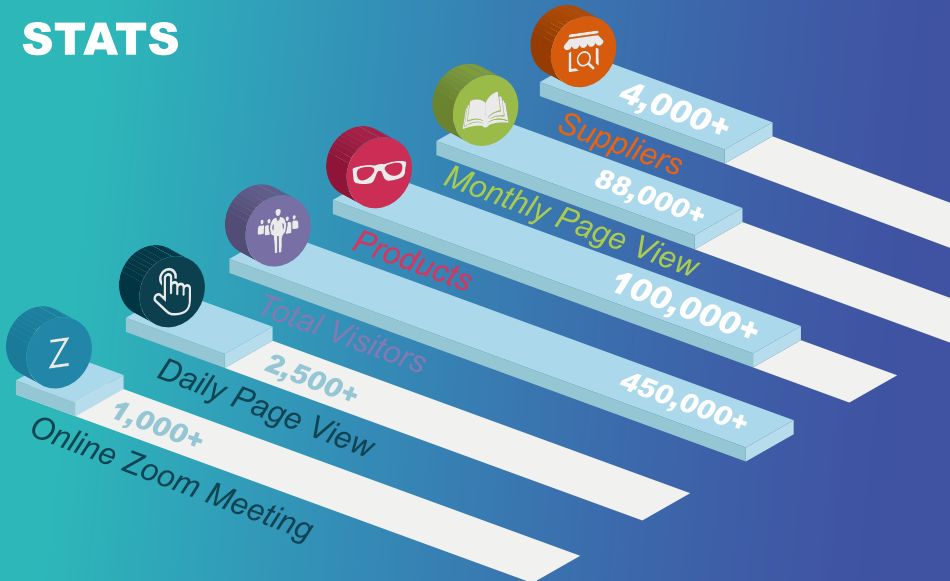 STATS
4,000+
Suppliers
88,000+
Monthly Page View
100,000+
Products
450,000+
Total Visitors
2,500+
Daily Page View
Z
1,000+
Online Zoom Meeting